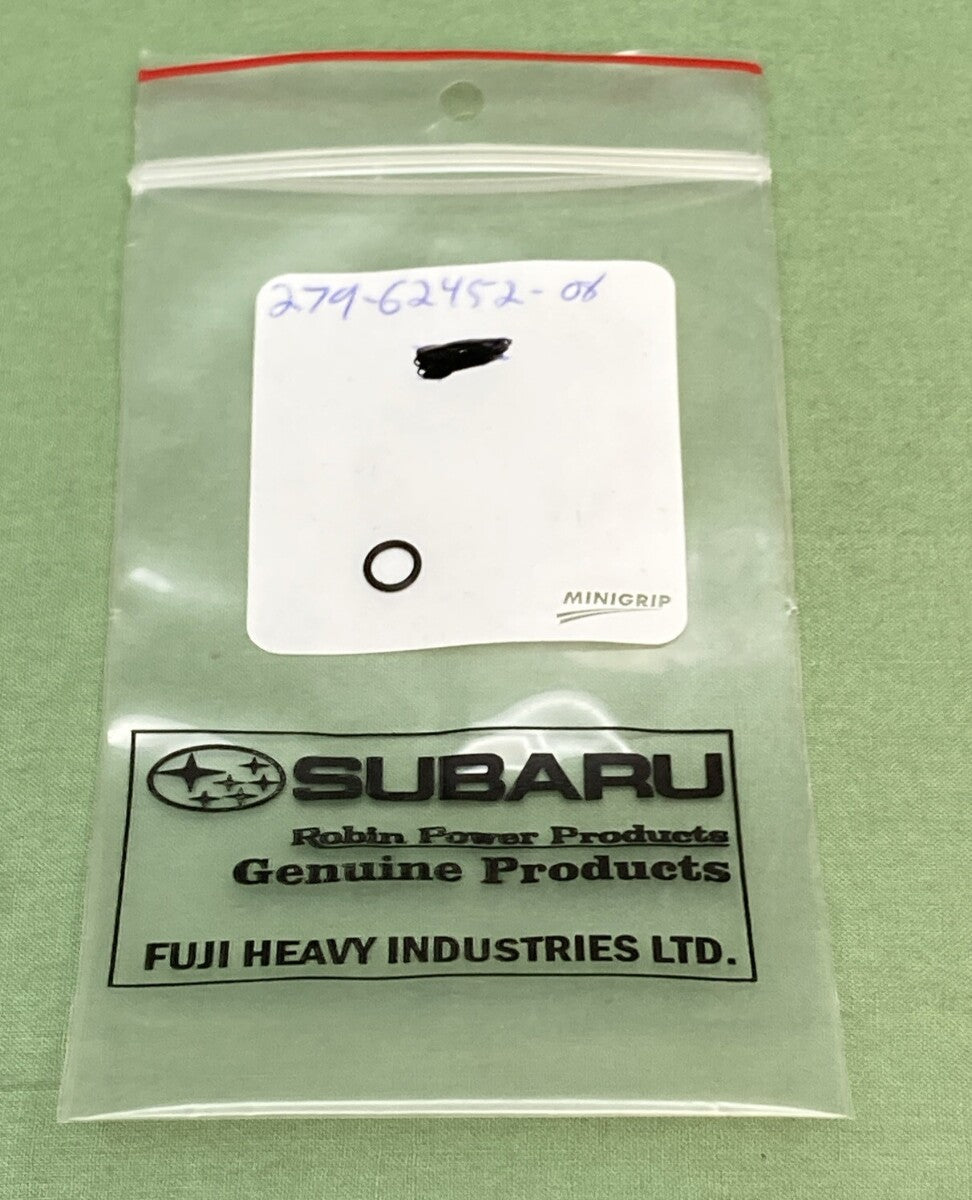 279-62452-08
MINIGRIP
SUBARU
Robin Power Products
Genuine Products
FUJI HEAVY INDUSTRIES LTD.